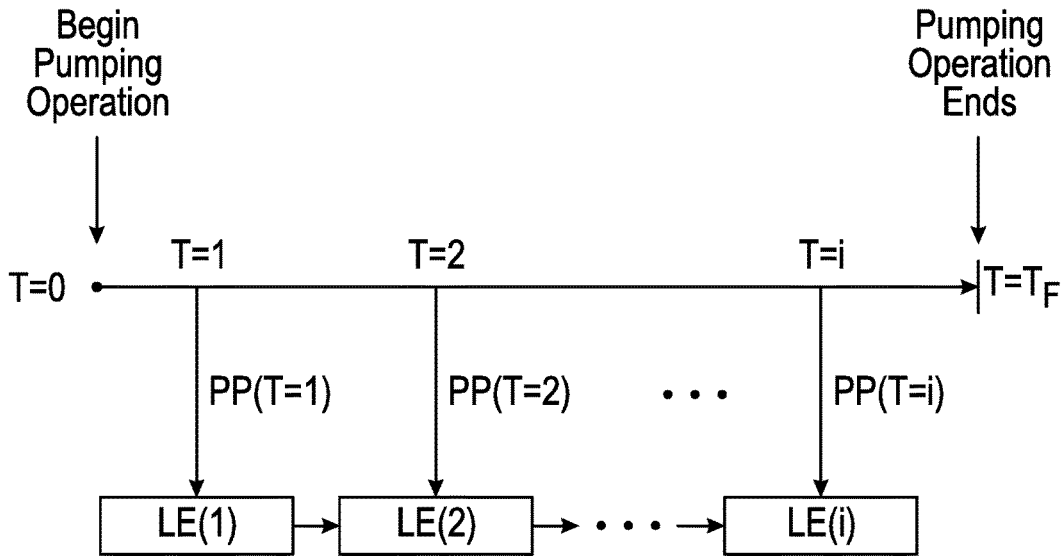 Begin
Pumping
Operation
Pumping
Operation
Ends
T=1
T=2
T=i
T=0
T=T_F
PP(T=1)
PP(T=2)
• • •
PP(T=i)
LE(1)
LE(2)
• • • •
LE(i)